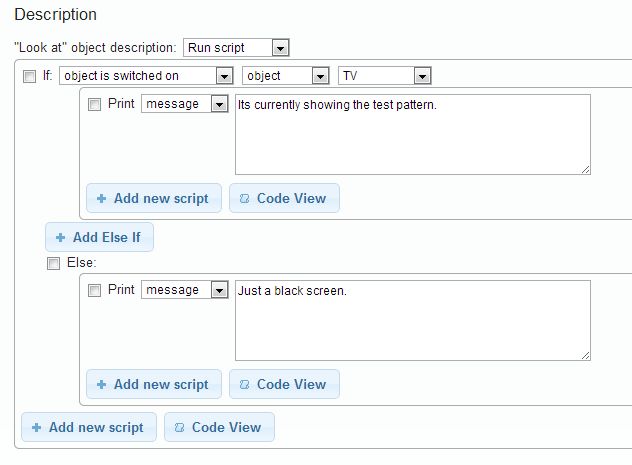 Description
"Look at" object description: Run script
If: object is switched on object TV
Print message Its currently showing the test pattern.
Add new script Code View
Add Else If
Else:
Print message Just a black screen.
Add new script Code View
Add new script Code View